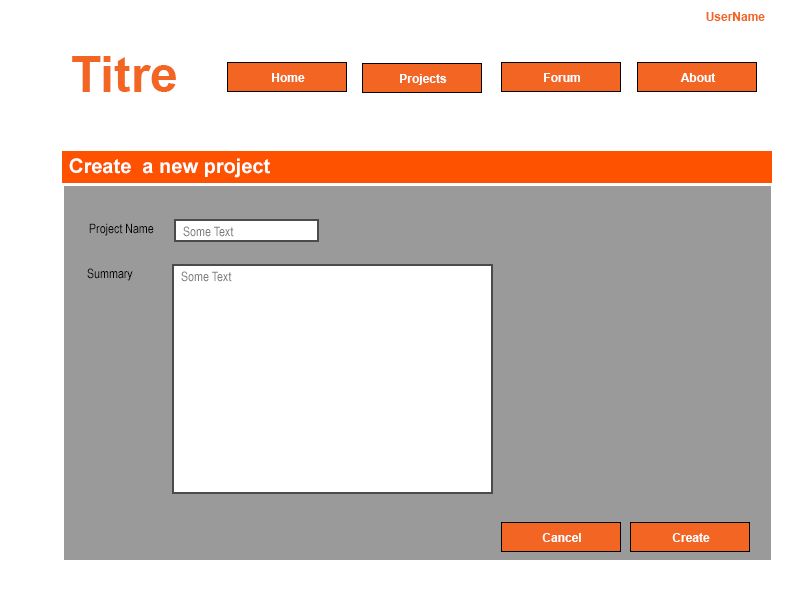 UserName
Titre
Home
Projects
Forum
About
Create  a new project
Project Name
Some Text
Summary
Some Text
Cancel
Create